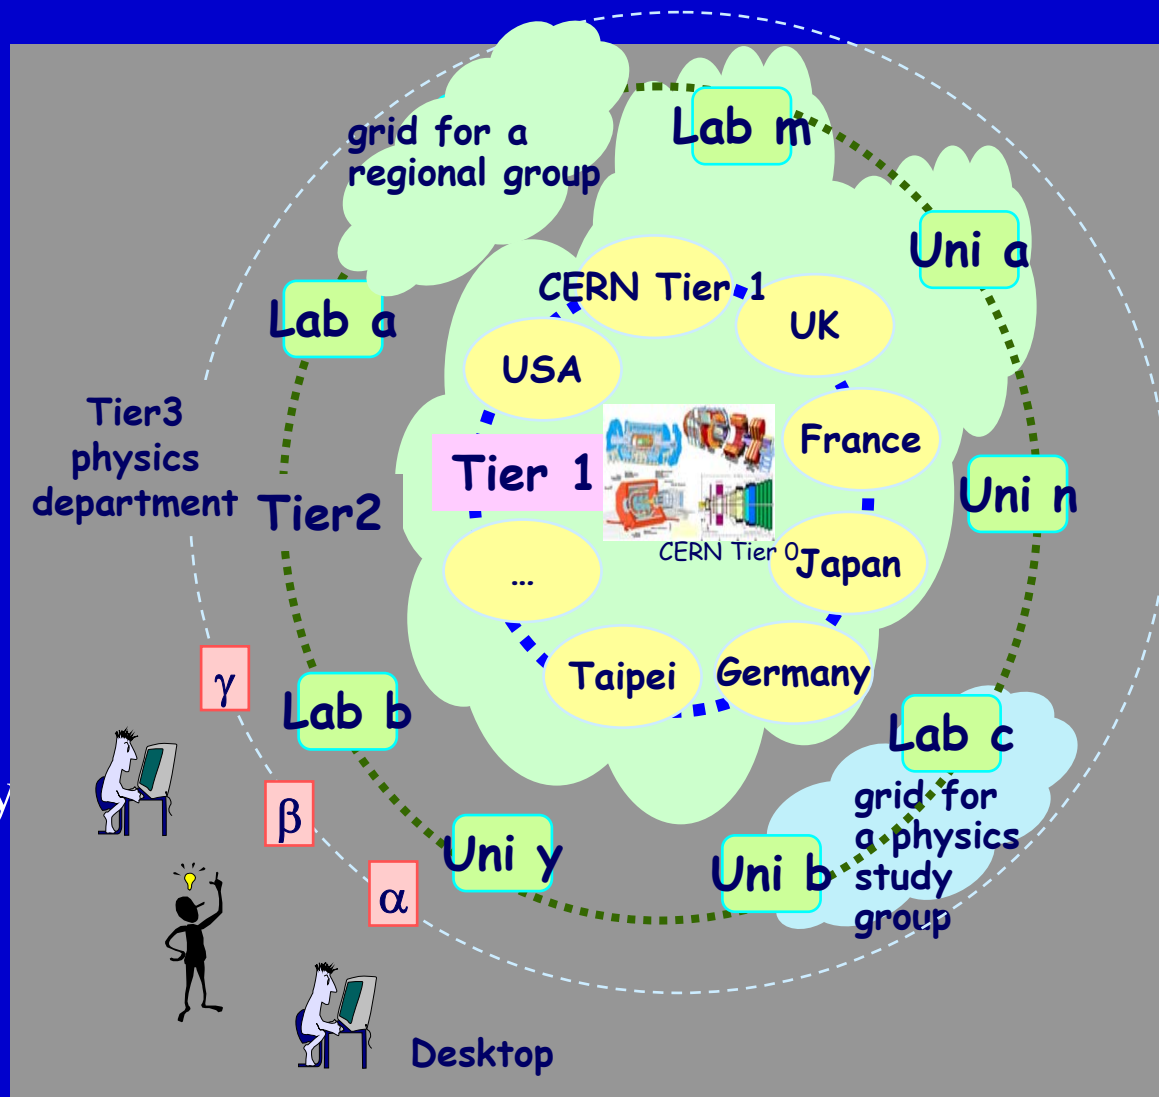 grid for a
regional group
Lab m
Uni a
CERN Tier 1
UK
Lab a
USA
Tier3
physics
department
France
Tier 1
Uni n
Tier2
CERN Tier 0
Japan
...
Taipei
Germany
γ
Lab b
Lab c
grid for
a physics
study
group
y
β
Uni y
Uni b
α
Desktop